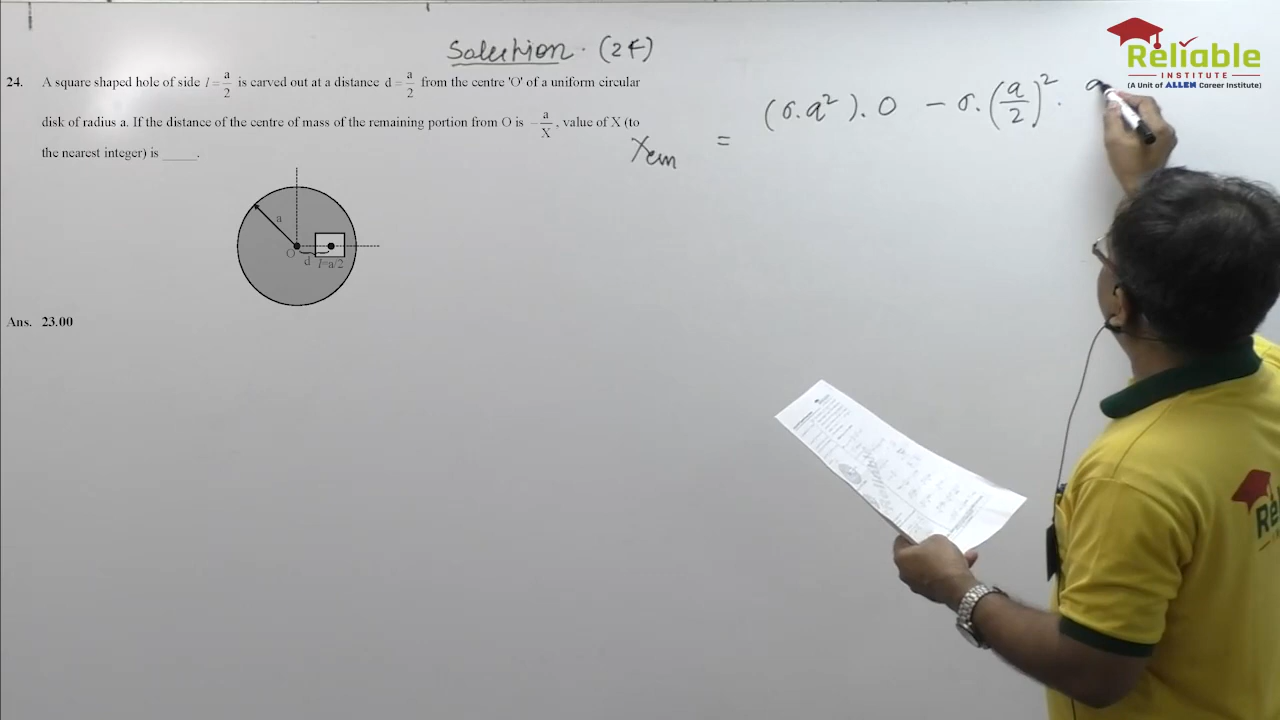 Reliable
INSTITUTE
(A Unit of ALLEN Career Institute)
Solution. (24)
24. A square shaped hole of side l = a/2 is carved out at a distance d = a/2 from the centre 'O' of a uniform circular
disk of radius a. If the distance of the centre of mass of the remaining portion from O is −a/X, value of X (to
the nearest integer) is _____.
Xcm = (σ.a²).0 − σ.(a/2)². a
a
O
d l=a/2
Ans. 23.00
Re